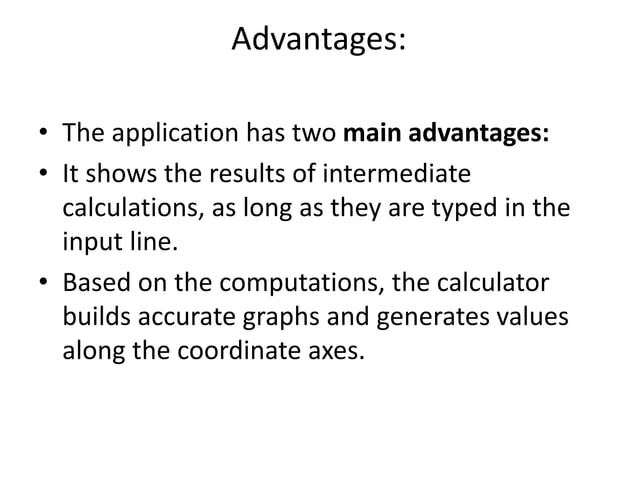 Advantages:
• The application has two main advantages:
• It shows the results of intermediate
calculations, as long as they are typed in the
input line.
• Based on the computations, the calculator
builds accurate graphs and generates values
along the coordinate axes.